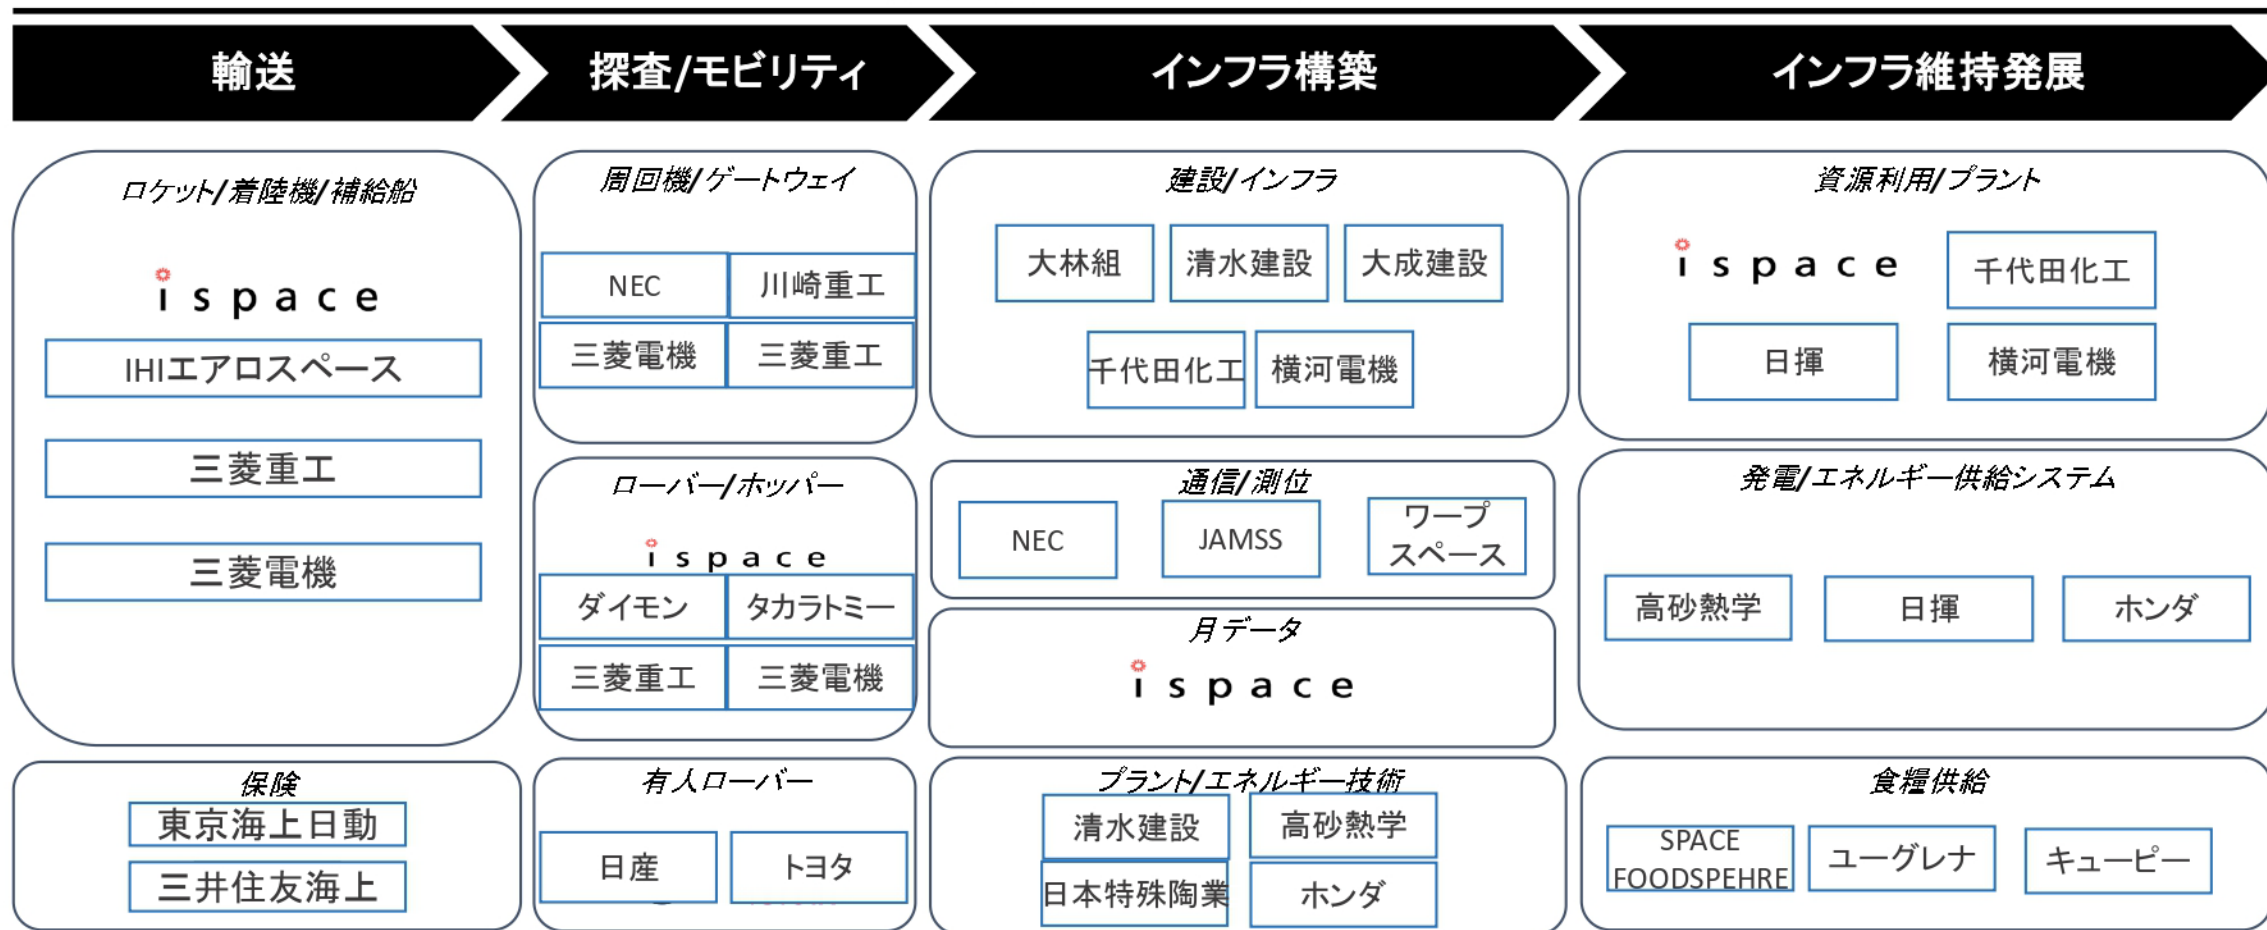 輸送
探査/モビリティ
インフラ構築
インフラ維持発展
ロケット/着陸機/補給船
ispace
IHIエアロスペース
三菱重工
三菱電機
保険
東京海上日動
三井住友海上
周回機/ゲートウェイ
NEC
川崎重工
三菱電機
三菱重工
ローバー/ホッパー
ispace
ダイモン
タカラトミー
三菱重工
三菱電機
有人ローバー
日産
トヨタ
建設/インフラ
大林組
清水建設
大成建設
千代田化工
横河電機
通信/測位
NEC
JAMSS
ワープ
スペース
月データ
ispace
プラント/エネルギー技術
清水建設
高砂熱学
日本特殊陶業
ホンダ
資源利用/プラント
ispace
千代田化工
日揮
横河電機
発電/エネルギー供給システム
高砂熱学
日揮
ホンダ
食糧供給
SPACE
FOODSPEHRE
ユーグレナ
キューピー